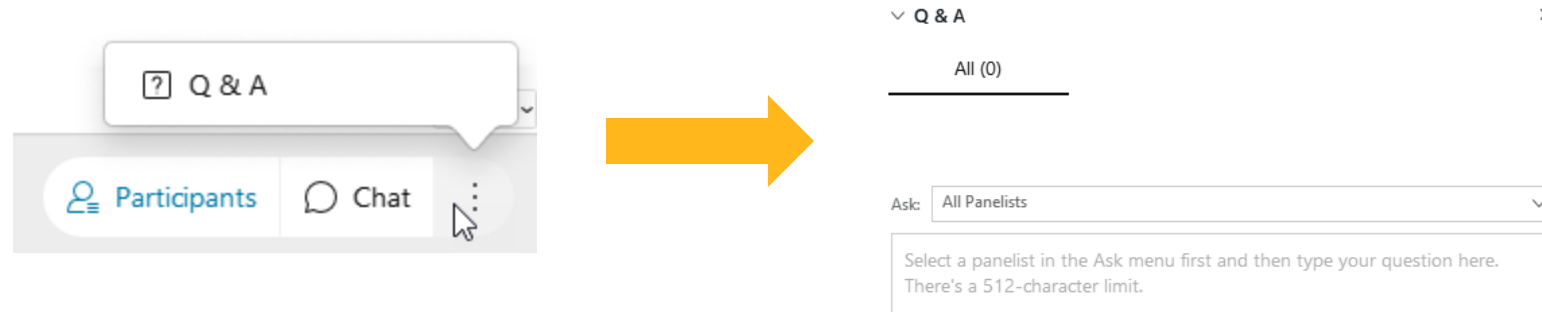 Q & A
Participants
Chat
Q & A
All (0)
Ask:
All Panelists
Select a panelist in the Ask menu first and then type your question here.
There's a 512-character limit.